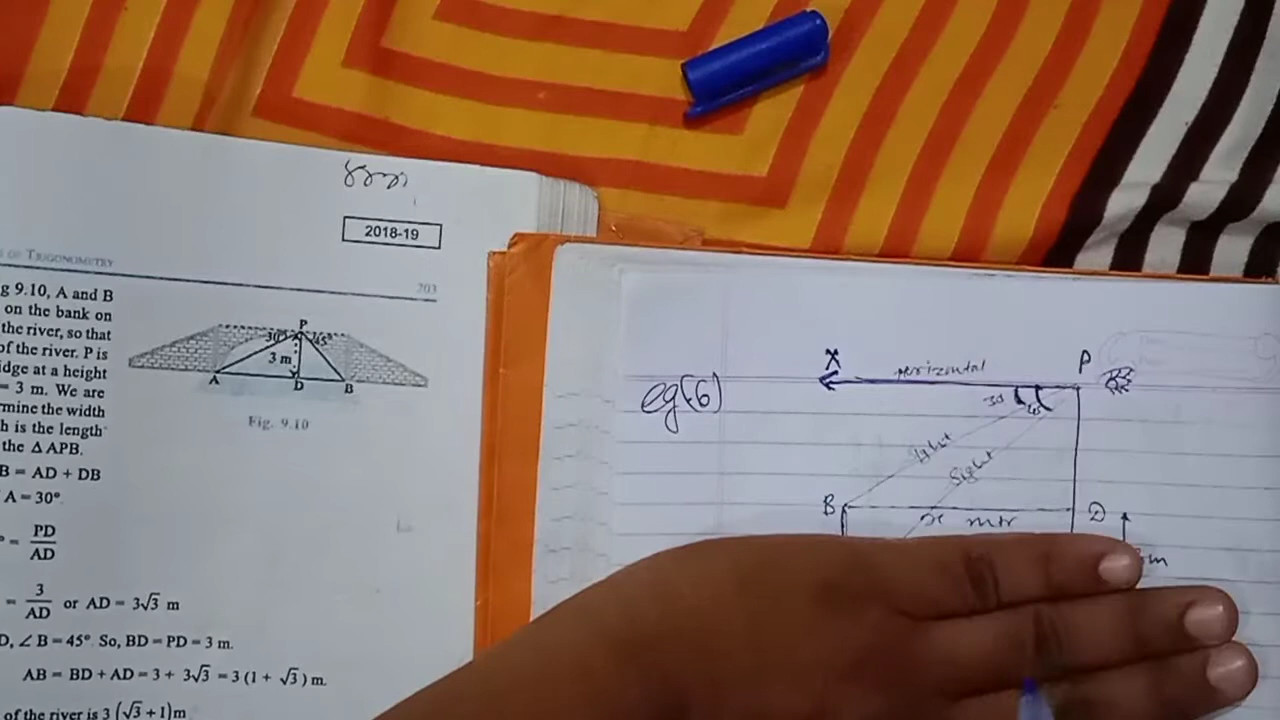 2018-19
OF TRIGONOMETRY
203
g 9.10, A and B
on the bank on
the river, so that
of the river. P is
idge at a height
= 3 m. We are
rmine the width
h is the length
the Δ APB.
B = AD + DB
A = 30°.
= PD/AD
= 3/AD or AD = 3√3 m
D, ∠ B = 45°. So, BD = PD = 3 m.
AB = BD + AD = 3 + 3√3 = 3 (1 + √3) m.
of the river is 3 (√3 + 1) m
P
30° 45°
3 m
A D B
Fig. 9.10
eg(6)
X horizontal P
30 45
sight
sight
B x mtr D
m